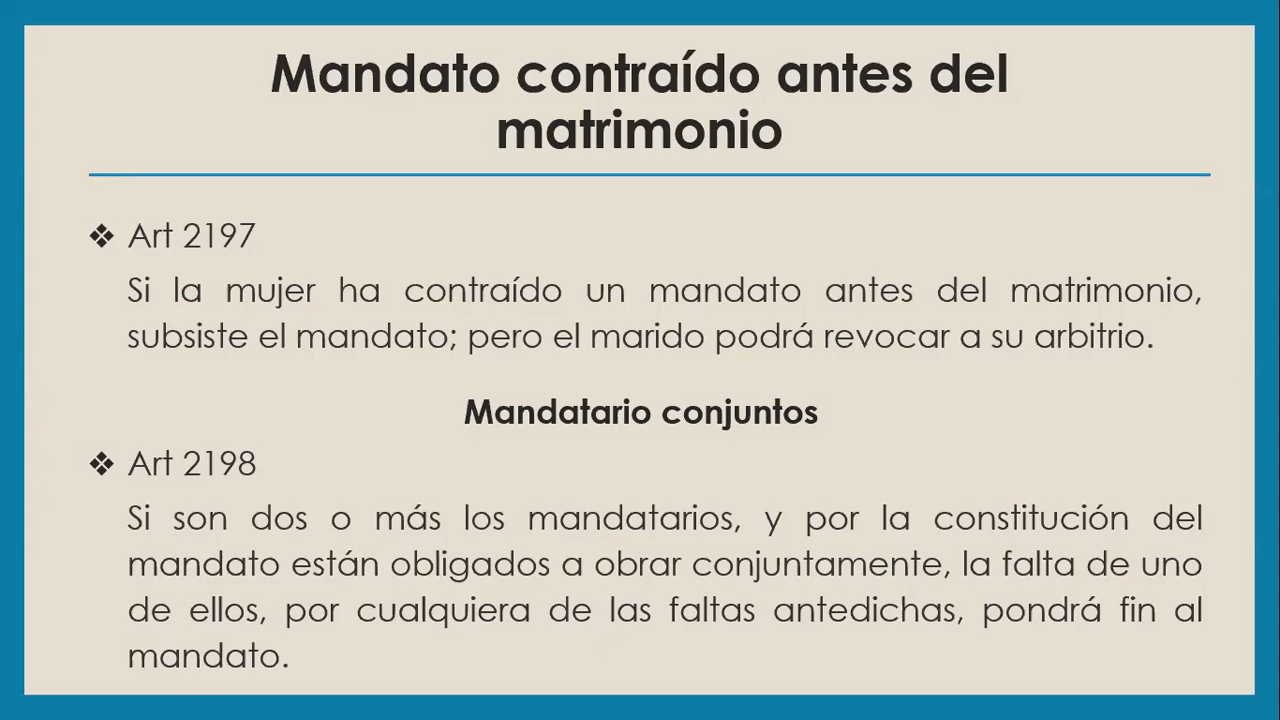 Mandato contraído antes del
matrimonio
❖ Art 2197
Si la mujer ha contraído un mandato antes del matrimonio,
subsiste el mandato; pero el marido podrá revocar a su arbitrio.
Mandatario conjuntos
❖ Art 2198
Si son dos o más los mandatarios, y por la constitución del
mandato están obligados a obrar conjuntamente, la falta de uno
de ellos, por cualquiera de las faltas antedichas, pondrá fin al
mandato.